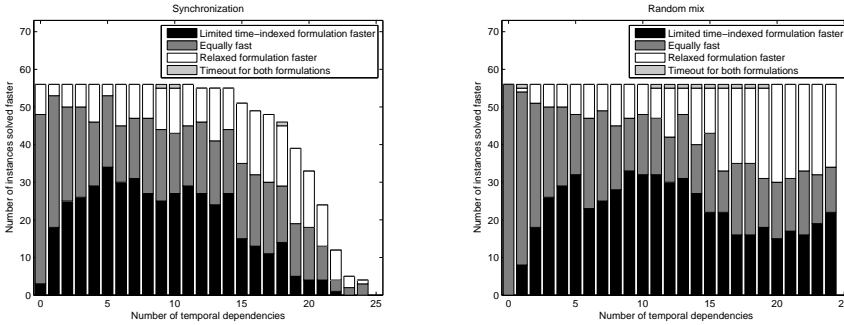 Synchronization
Number of instances solved faster
70
60
50
40
30
20
10
0
Limited time-indexed formulation faster
Equally fast
Relaxed formulation faster
Timeout for both formulations
0 5 10 15 20 25
Number of temporal dependencies
Random mix
Number of instances solved faster
70
60
50
40
30
20
10
0
Limited time-indexed formulation faster
Equally fast
Relaxed formulation faster
Timeout for both formulations
0 5 10 15 20 25
Number of temporal dependencies